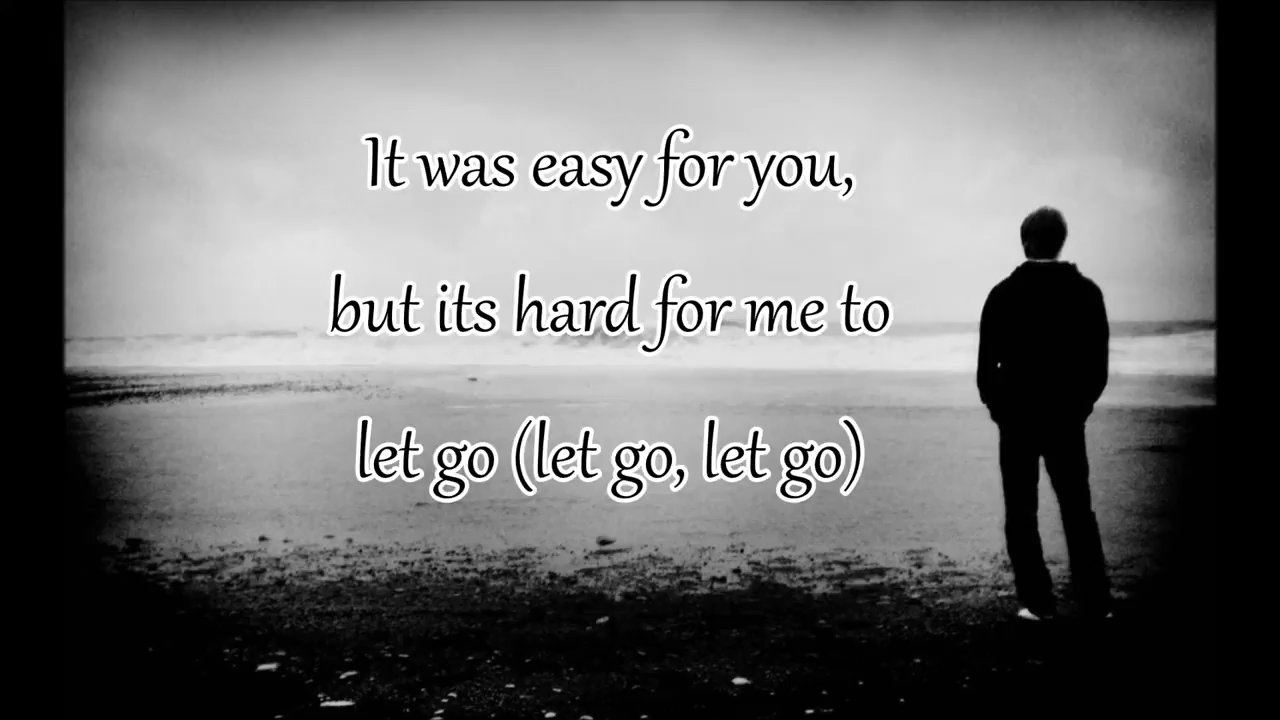 It was easy for you,
but its hard for me to
let go (let go, let go)